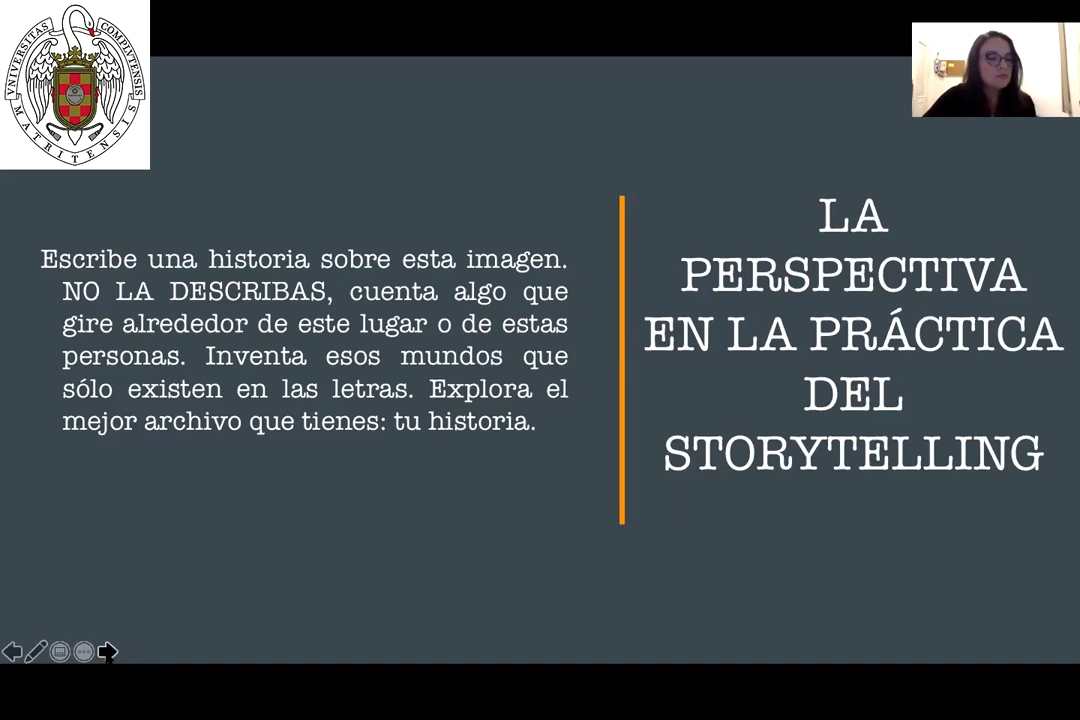 VNIVERSITAS COMPLVTENSIS
MATRITENSIS
Escribe una historia sobre esta imagen.
NO LA DESCRIBAS, cuenta algo que
gire alrededor de este lugar o de estas
personas. Inventa esos mundos que
sólo existen en las letras. Explora el
mejor archivo que tienes: tu historia.
LA
PERSPECTIVA
EN LA PRÁCTICA
DEL
STORYTELLING